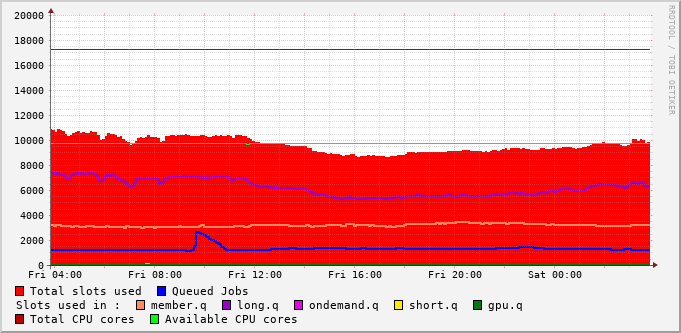 20000
18000
16000
14000
12000
10000
8000
6000
4000
2000
0
Fri 04:00 Fri 08:00 Fri 12:00 Fri 16:00 Fri 20:00 Sat 00:00
Total slots used Queued Jobs
Slots used in : member.q long.q ondemand.q short.q gpu.q
Total CPU cores Available CPU cores
RRDTOOL / TOBI OETIKER